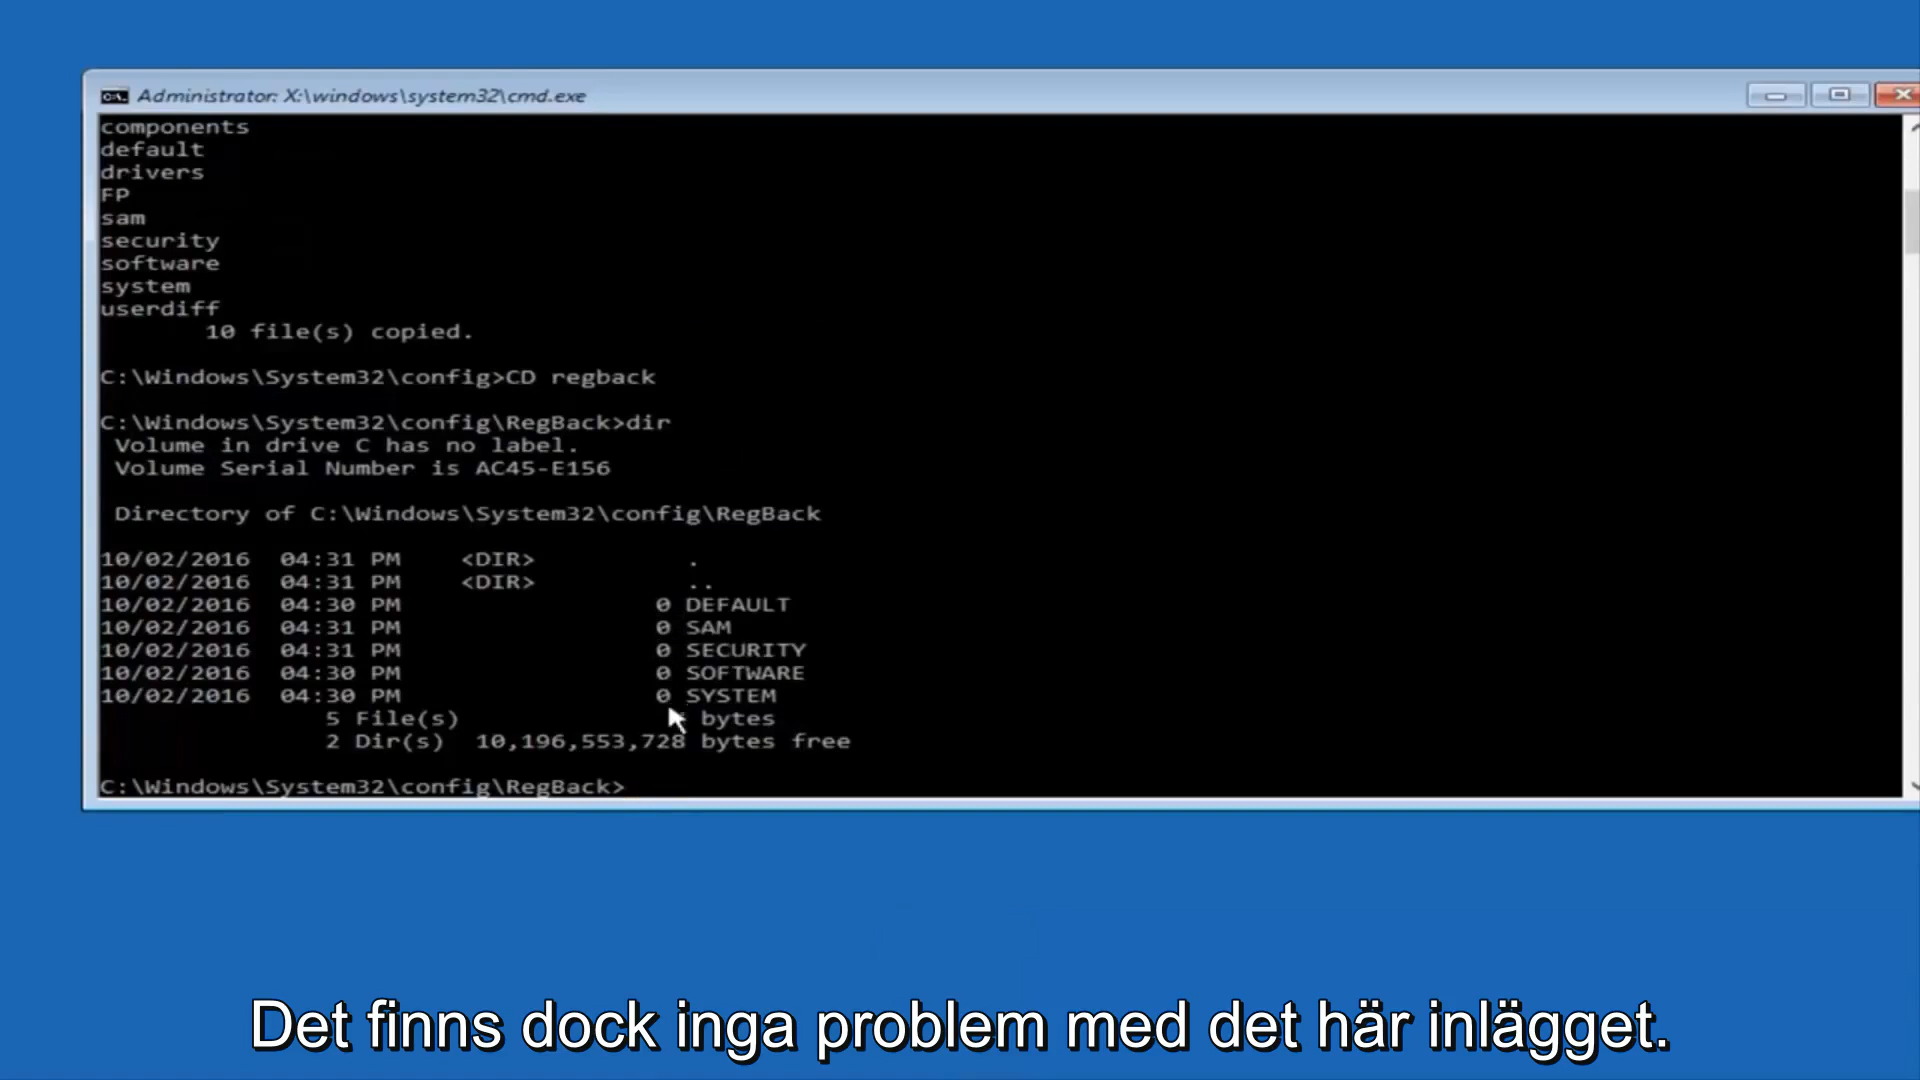 Administrator: X:\windows\system32\cmd.exe
components
default
drivers
FP
sam
security
software
system
userdiff
10 file(s) copied.
C:\Windows\System32\config>CD regback
C:\Windows\System32\config\RegBack>dir
Volume in drive C has no label.
Volume Serial Number is AC45-E156
Directory of C:\Windows\System32\config\RegBack
10/02/2016 04:31 PM <DIR> .
10/02/2016 04:31 PM <DIR> ..
10/02/2016 04:30 PM 0 DEFAULT
10/02/2016 04:31 PM 0 SAM
10/02/2016 04:31 PM 0 SECURITY
10/02/2016 04:30 PM 0 SOFTWARE
10/02/2016 04:30 PM 0 SYSTEM
5 File(s) bytes
2 Dir(s) 10,196,553,728 bytes free
C:\Windows\System32\config\RegBack>
Det finns dock inga problem med det här inlägget.